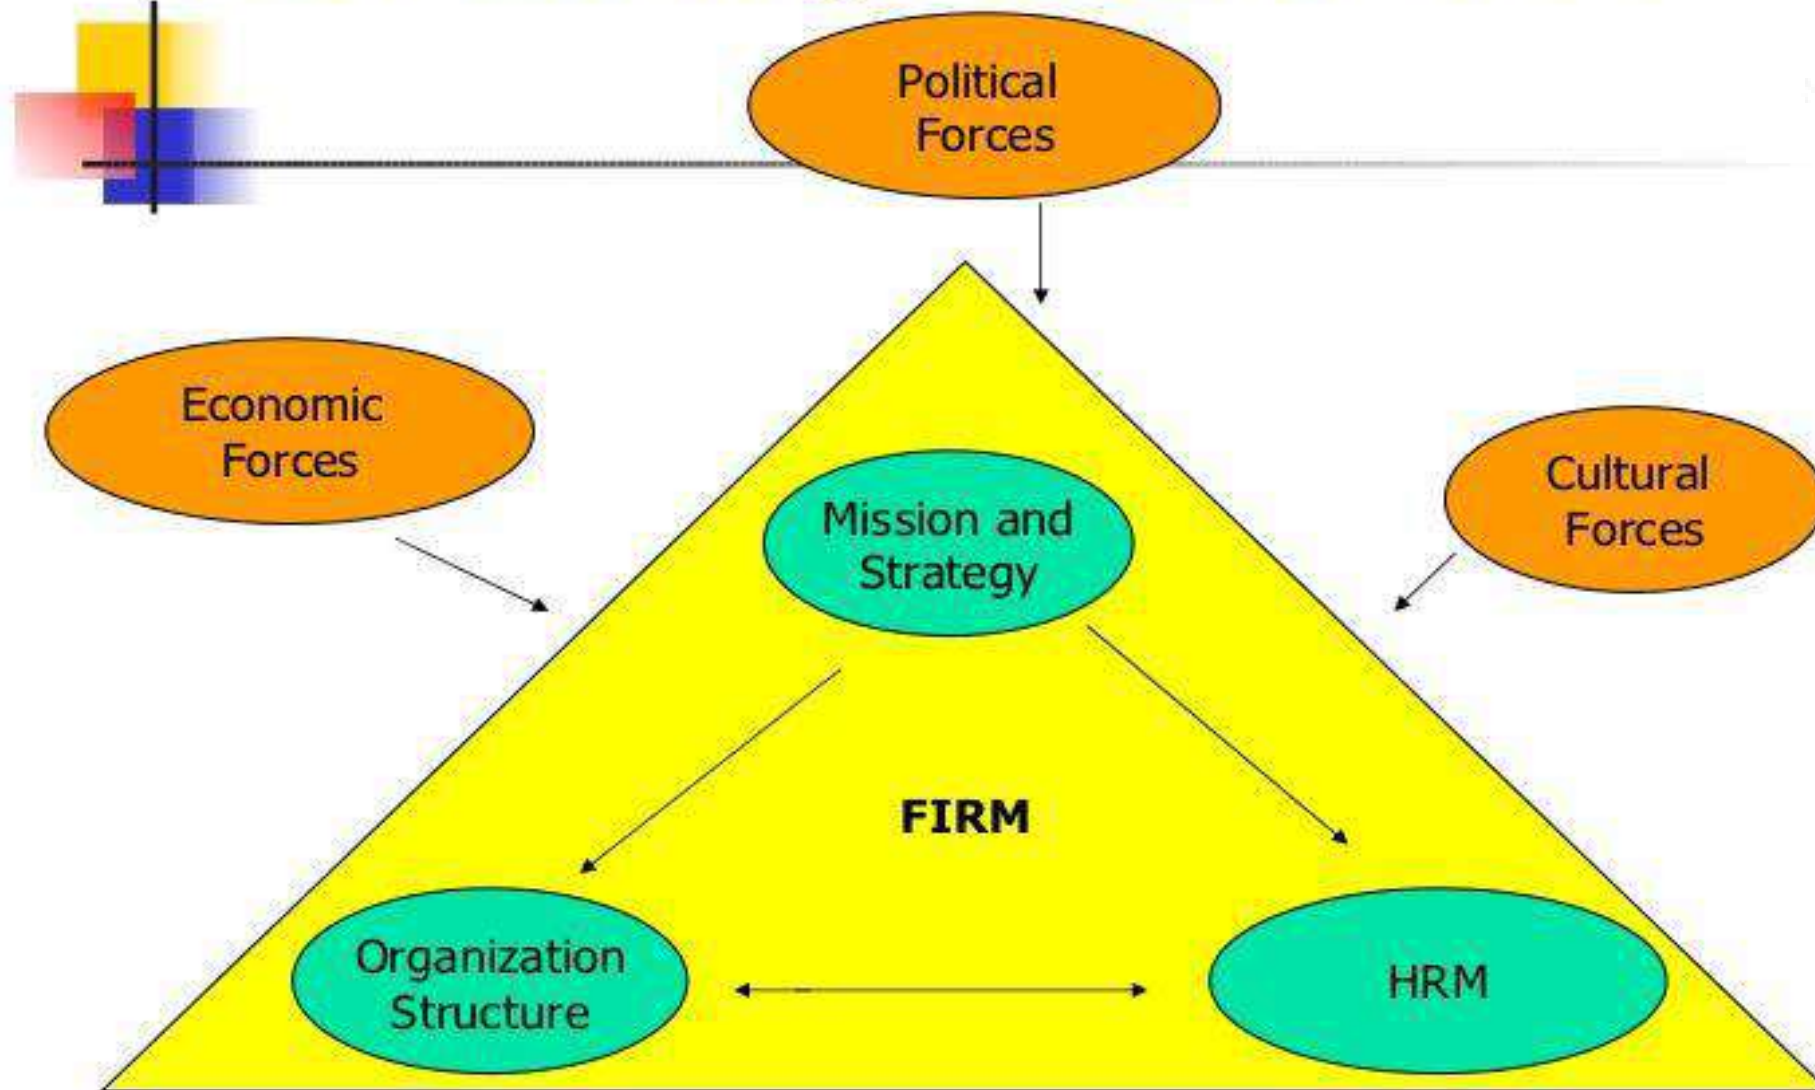 Political
Forces
Economic
Forces
Cultural
Forces
Mission and
Strategy
FIRM
Organization
Structure
HRM